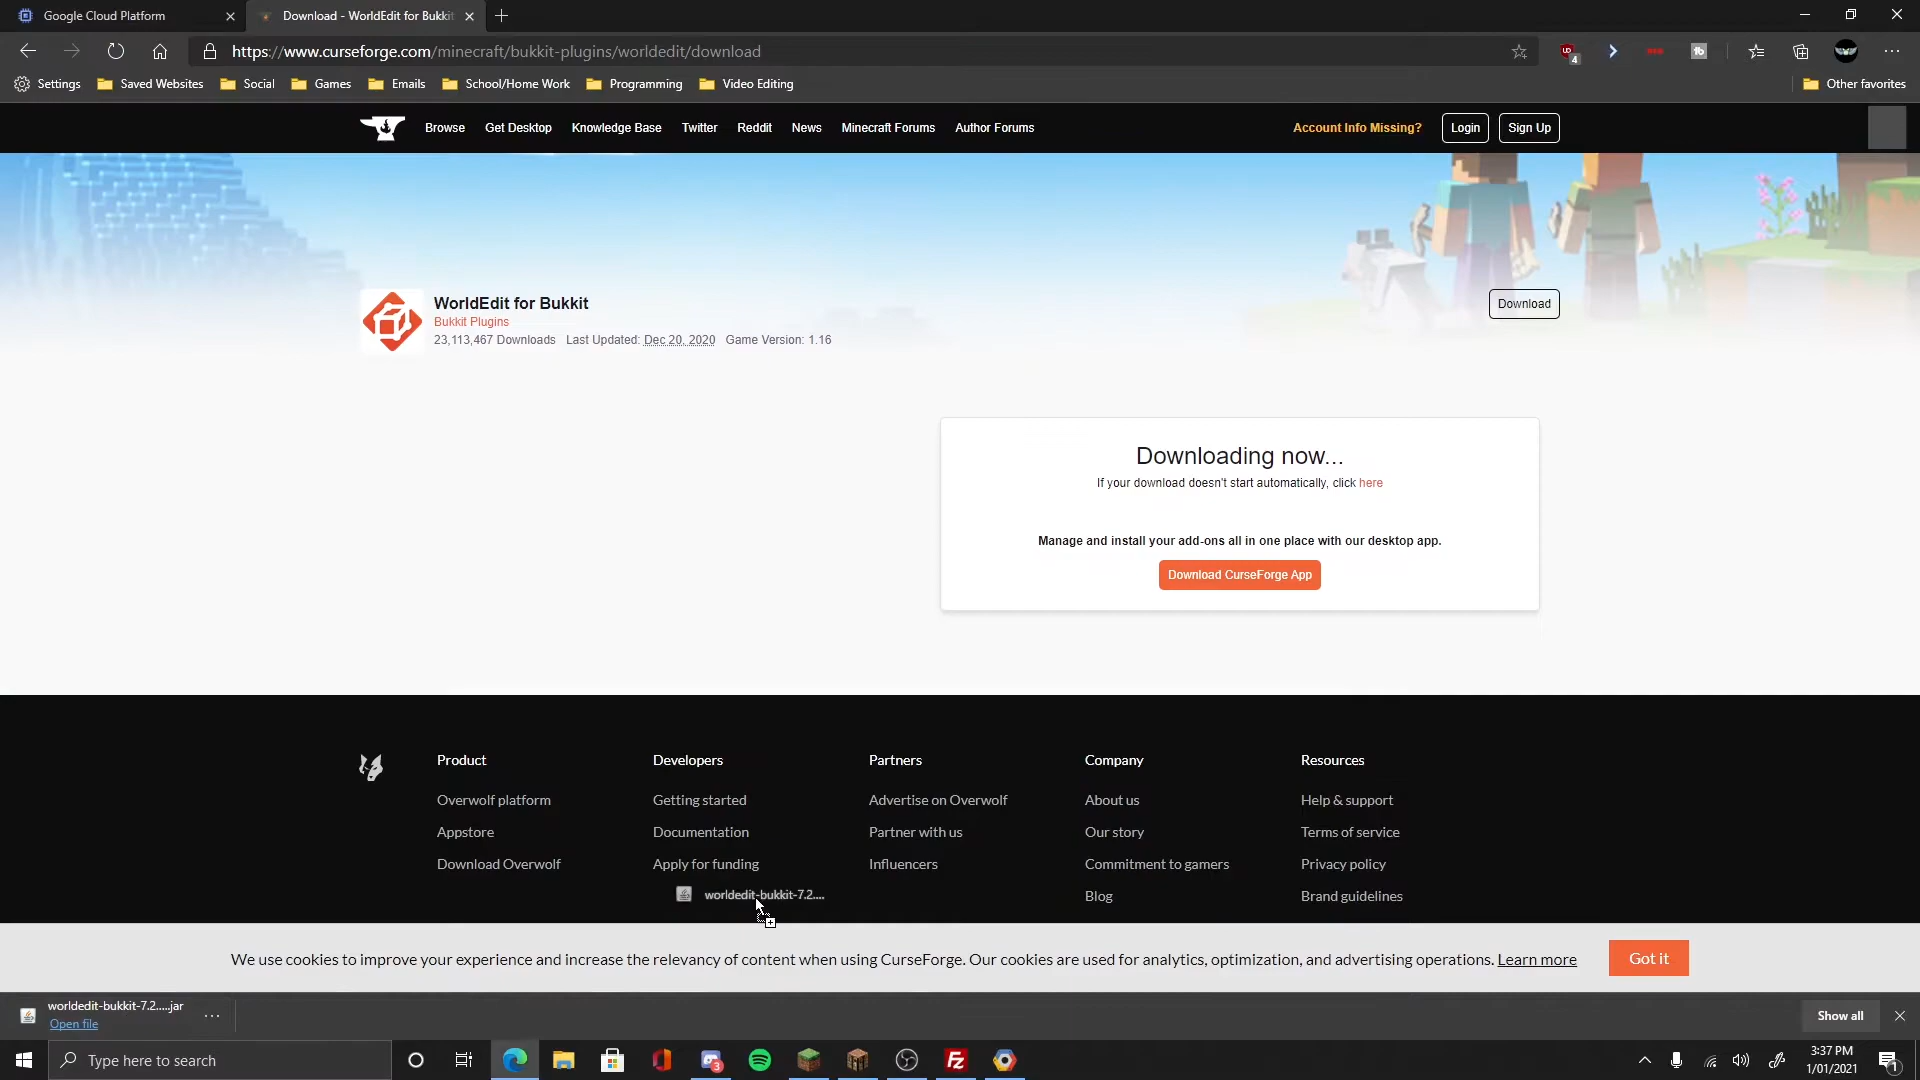 Google Cloud Platform
Download - WorldEdit for Bukkit
https://www.curseforge.com/minecraft/bukkit-plugins/worldedit/download
4
Settings
Saved Websites
Social
Games
Emails
School/Home Work
Programming
Video Editing
Other favorites
Browse
Get Desktop
Knowledge Base
Twitter
Reddit
News
Minecraft Forums
Author Forums
Account Info Missing?
Login
Sign Up
WorldEdit for Bukkit
Bukkit Plugins
23,113,467 Downloads Last Updated: Dec 20, 2020 Game Version: 1.16
Download
Downloading now...
If your download doesn't start automatically, click here
Manage and install your add-ons all in one place with our desktop app.
Download CurseForge App
Product
Overwolf platform
Appstore
Download Overwolf
Developers
Getting started
Documentation
Apply for funding
worldedit-bukkit-7.2....
Partners
Advertise on Overwolf
Partner with us
Influencers
Company
About us
Our story
Commitment to gamers
Blog
Resources
Help & support
Terms of service
Privacy policy
Brand guidelines
We use cookies to improve your experience and increase the relevancy of content when using CurseForge. Our cookies are used for analytics, optimization, and advertising operations. Learn more
Got it
worldedit-bukkit-7.2.....jar
Open file
Show all
Type here to search
3
FZ
3:37 PM
1/01/2021
1